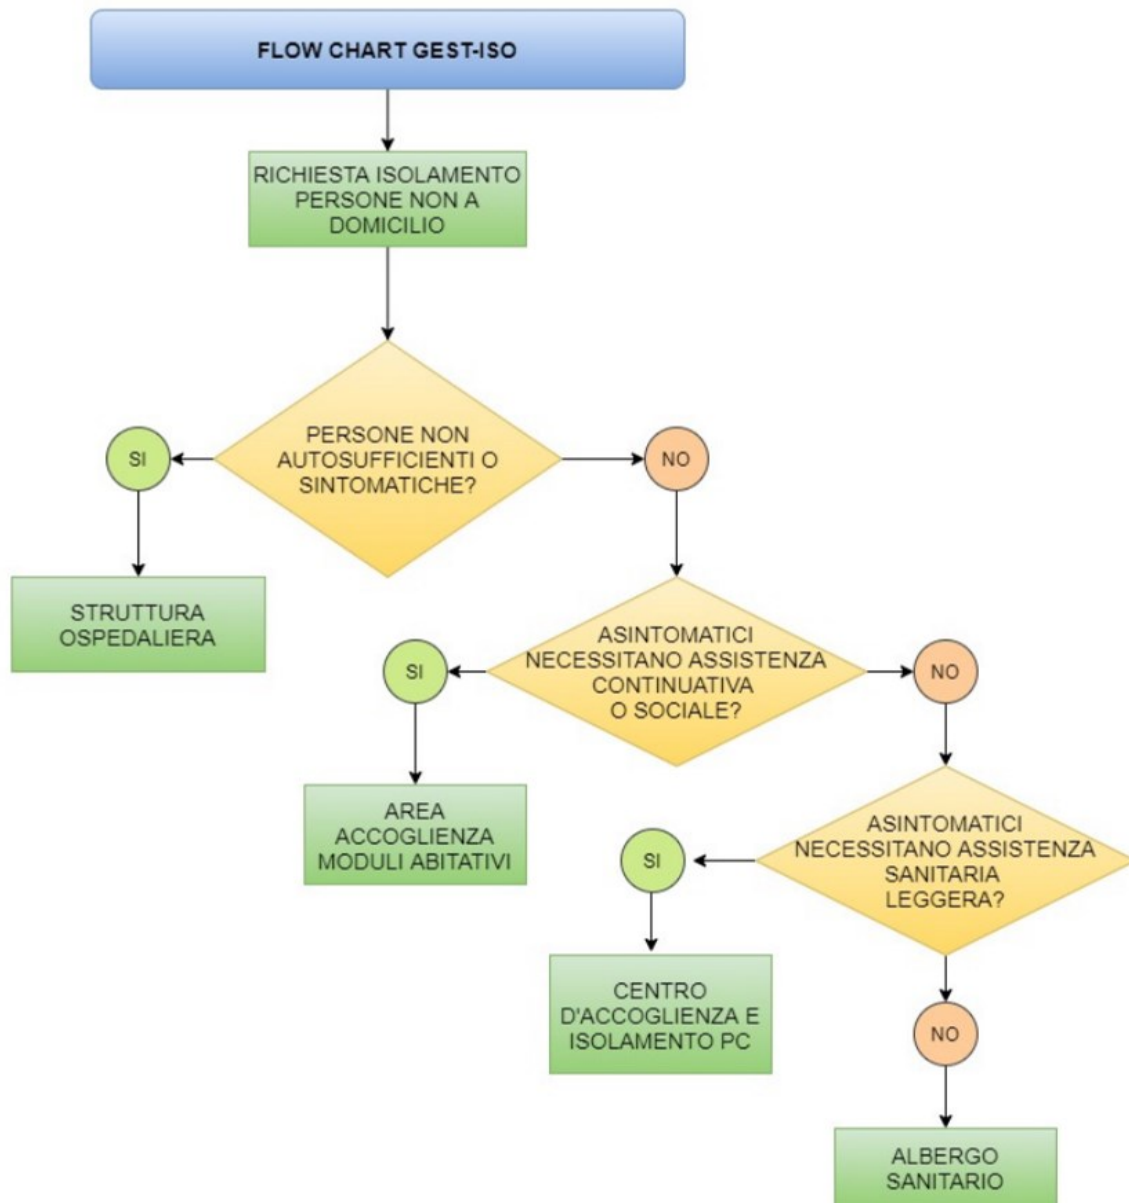 FLOW CHART GEST-ISO
RICHIESTA ISOLAMENTO
PERSONE NON A
DOMICILIO
PERSONE NON
AUTOSUFFICIENTI O
SINTOMATICHE?
SI
NO
STRUTTURA
OSPEDALIERA
ASINTOMATICI
NECESSITANO ASSISTENZA
CONTINUATIVA
O SOCIALE?
SI
NO
AREA
ACCOGLIENZA
MODULI ABITATIVI
ASINTOMATICI
NECESSITANO ASSISTENZA
SANITARIA
LEGGERA?
SI
CENTRO
D'ACCOGLIENZA E
ISOLAMENTO PC
NO
ALBERGO
SANITARIO